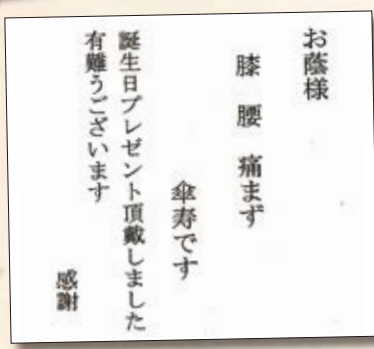 お蔭様
膝 腰 痛まず
傘寿です
誕生日プレゼント頂戴しました
有難うございます
感謝